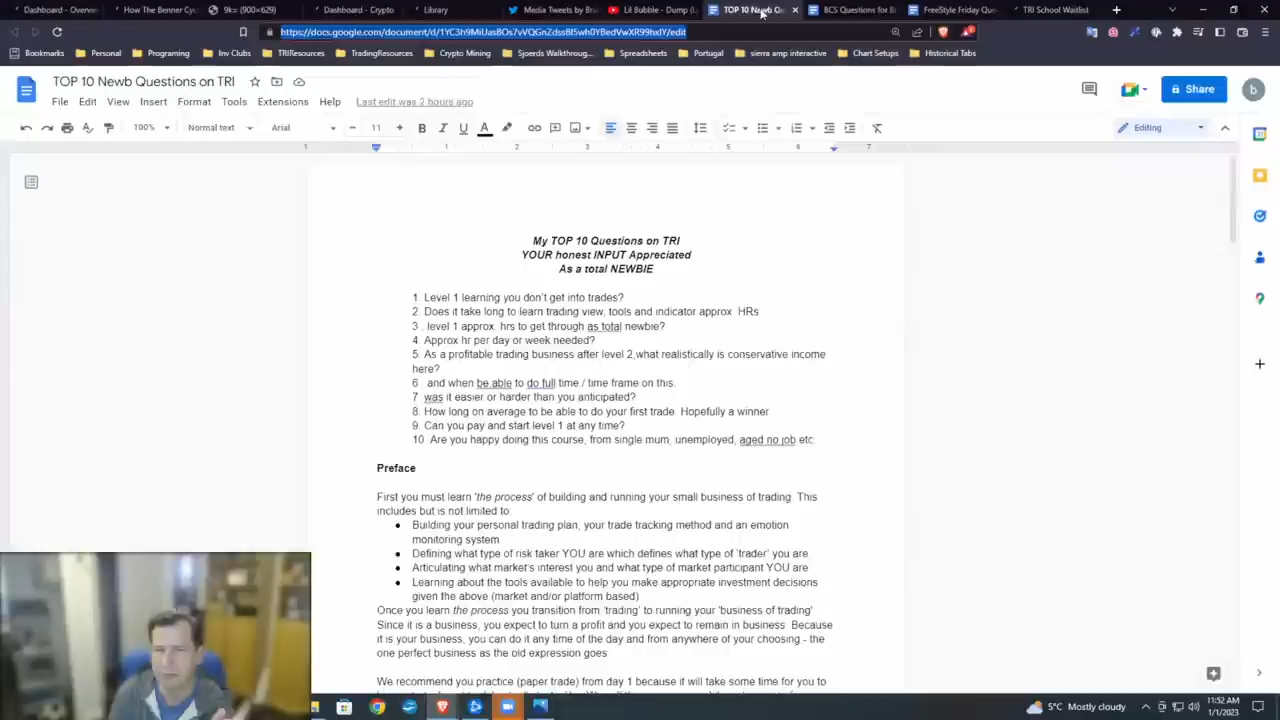 Dashboard - Overvie
How The Benner Cyc
9k= (900×629)
Dashboard - Crypto
Library
Media Tweets by Bra
Lil Bubble - Dump (L
TOP 10 Newb Qu
BCS Questions for B
FreeStyle Friday Que
TRI School Waitlist
Bookmarks
Personal
Programing
Inv Clubs
TRIResources
TradingResources
Crypto Mining
Sjoerds Webpages
Spreadsheets
Portugal
sierra amp storage
Chart Setups
Historical Tabs
TOP 10 Newb Questions on TRI
File Edit View Insert Format Tools Extensions Help Last edit was 2 hours ago
Share
b
100% Normal text Arial 11 B I U A Editing
1 1 2 3 4 5 6 7
My TOP 10 Questions on TRI
YOUR honest INPUT Appreciated
As a total NEWBIE
1. Level 1 learning you don't get into trades?
2. Does it take long to learn trading view, tools and indicator approx HRs
3 . level 1 approx. hrs to get through as total newbie?
4. Approx hr per day or week needed?
5. As a profitable trading business after level 2,what realistically is conservative income
here?
6 and when be able to do full time / time frame on this.
7 was it easier or harder than you anticipated?
8. How long on average to be able to do your first trade. Hopefully a winner
9. Can you pay and start level 1 at any time?
10 Are you happy doing this course, from single mum, unemployed, aged no job etc.
Preface
First you must learn 'the process' of building and running your small business of trading. This
includes but is not limited to
● Building your personal trading plan, your trade tracking method and an emotion
monitoring system
● Defining what type of risk taker YOU are which defines what type of 'trader' you are
● Articulating what market's interest you and what type of market participant YOU are
● Learning about the tools available to help you make appropriate investment decisions
given the above (market and/or platform based)
Once you learn the process you transition from 'trading' to running your 'business of trading'
Since it is a business, you expect to turn a profit and you expect to remain in business. Because
it is your business, you can do it any time of the day and from anywhere of your choosing - the
one perfect business as the old expression goes
We recommend you practice (paper trade) from day 1 because it will take some time for you to
5°C Mostly cloudy
11:52 AM
1/1/2023